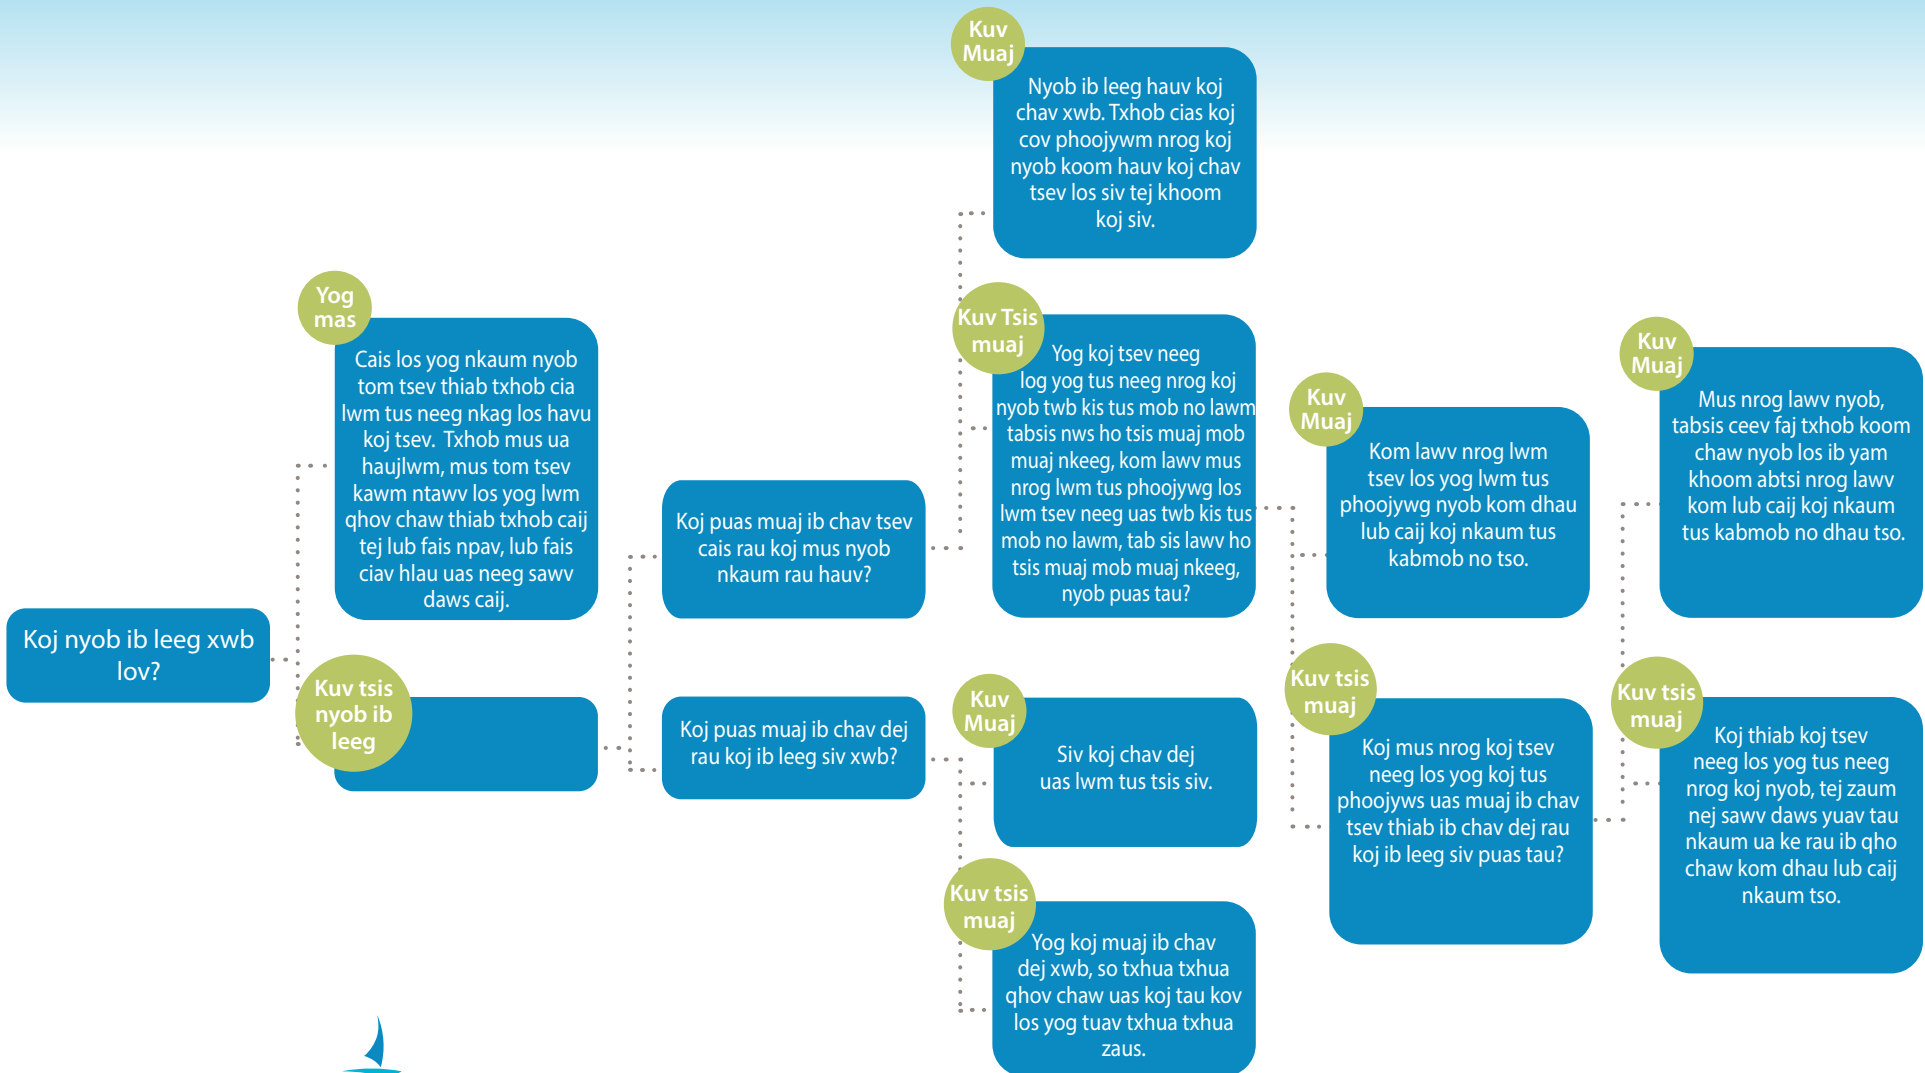 Koj nyob ib leeg xwb
lov?
Yog
mas
Cais los yog nkaum nyob
tom tsev thiab txhob cia
lwm tus neeg nkag los havu
koj tsev. Txhob mus ua
haujlwm, mus tom tsev
kawm ntawv los yog lwm
qhov chaw thiab txhob caij
tej lub fais npav, lub fais
ciav hlau uas neeg sawv
daws caij.
Kuv tsis
nyob ib
leeg
Koj puas muaj ib chav tsev
cais rau koj mus nyob
nkaum rau hauv?
Kuv
Muaj
Nyob ib leeg hauv koj
chav xwb. Txhob cias koj
cov phoojywm nrog koj
nyob koom hauv koj chav
tsev los siv tej khoom
koj siv.
Kuv Tsis
muaj
Yog koj tsev neeg
log yog tus neeg nrog koj
nyob twb kis tus mob no lawm
tabsis nws ho tsis muaj mob
muaj nkeeg, kom lawv mus
nrog lwm tus phoojywg los
lwm tsev neeg uas twb kis tus
mob no lawm, tab sis lawv ho
tsis muaj mob muaj nkeeg,
nyob puas tau?
Kuv
Muaj
Kom lawv nrog lwm
tsev los yog lwm tus
phoojywg nyob kom dhau
lub caij koj nkaum tus
kabmob no tso.
Kuv tsis
muaj
Koj mus nrog koj tsev
neeg los yog koj tus
phoojyws uas muaj ib chav
tsev thiab ib chav dej rau
koj ib leeg siv puas tau?
Kuv
Muaj
Mus nrog lawv nyob,
tabsis ceev faj txhob koom
chaw nyob los ib yam
khoom abtsi nrog lawv
kom lub caij koj nkaum
tus kabmob no dhau tso.
Kuv tsis
muaj
Koj thiab koj tsev
neeg los yog tus neeg
nrog koj nyob, tej zaum
nej sawv daws yuav tau
nkaum ua ke rau ib qho
chaw kom dhau lub caij
nkaum tso.
Koj puas muaj ib chav dej
rau koj ib leeg siv xwb?
Kuv
Muaj
Siv koj chav dej
uas lwm tus tsis siv.
Kuv tsis
muaj
Yog koj muaj ib chav
dej xwb, so txhua txhua
qhov chaw uas koj tau kov
los yog tuav txhua txhua
zaus.